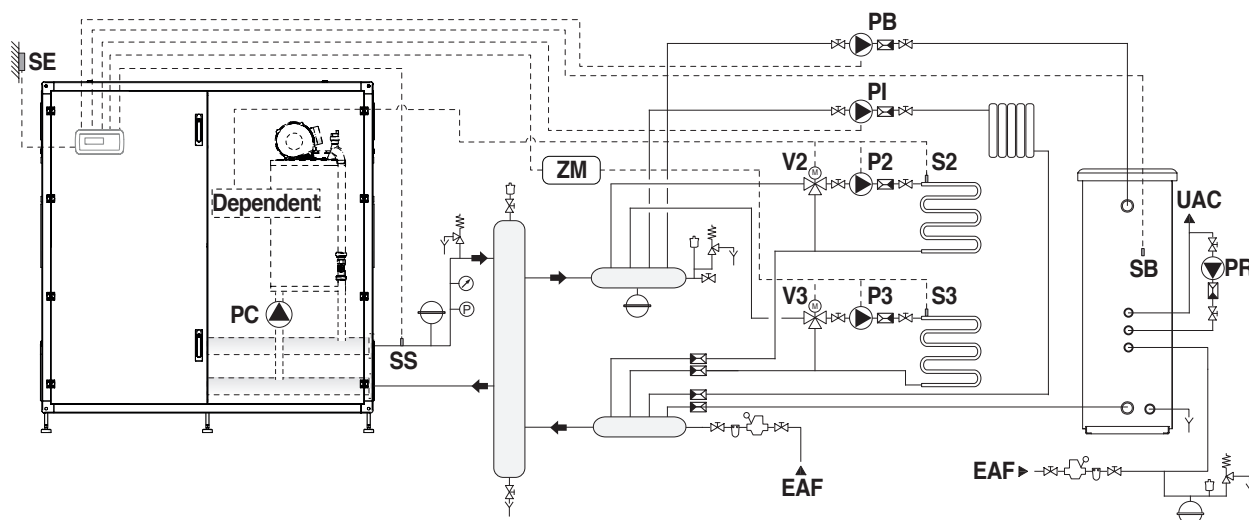 PB
SE
PI
V2
P2
S2
ZM
M
Dependent
UAC
SB
PR
PC
V3
P3
S3
M
P
SS
EAF
EAF